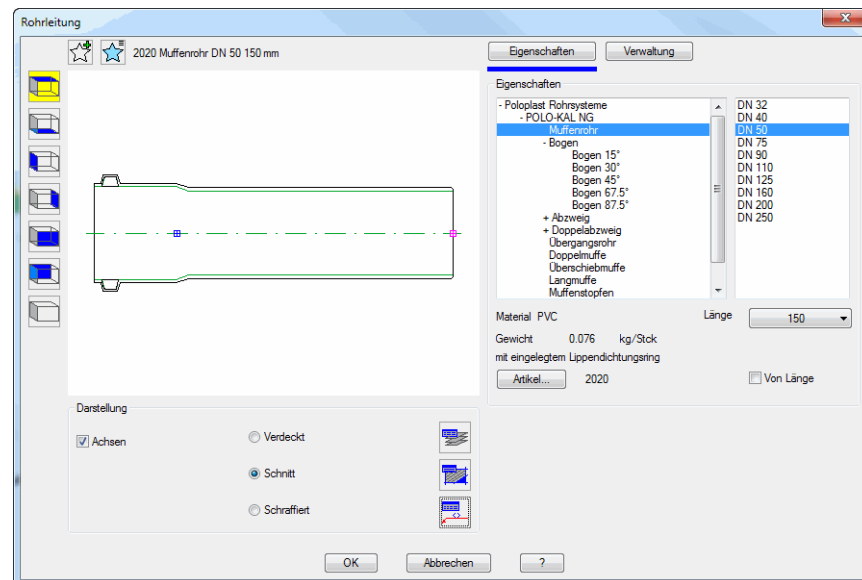 Rohrleitung
2020 Muffenrohr DN 50 150 mm
Eigenschaften
Verwaltung
Eigenschaften
- Poloplast Rohrsysteme
- POLO-KAL NG
Muffenrohr
- Bogen
Bogen 15°
Bogen 30°
Bogen 45°
Bogen 67.5°
Bogen 87.5°
+ Abzweig
+ Doppelabzweig
Übergangsrohr
Doppelmuffe
Überschiebmuffe
Langmuffe
Muffenstopfen
DN 32
DN 40
DN 50
DN 75
DN 90
DN 110
DN 125
DN 160
DN 200
DN 250
Material PVC
Länge
150
Gewicht 0.076 kg/Stck
mit eingelegtem Lippendichtungsring
Artikel... 2020
Von Länge
Darstellung
Achsen
Verdeckt
Schnitt
Schraffiert
OK
Abbrechen
?